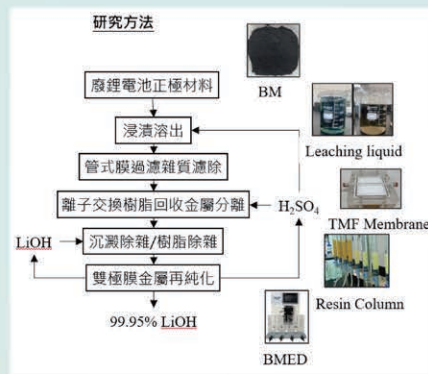 研究方法
廢鋰電池正極材料
BM
浸漬溶出
Leaching liquid
管式膜過濾雜質濾除
離子交換樹脂回收金屬分離
H₂SO₄
TMF Membrane
LiOH
沉澱除雜/樹脂除雜
雙極膜金屬再純化
Resin Column
99.95% LiOH
BMED